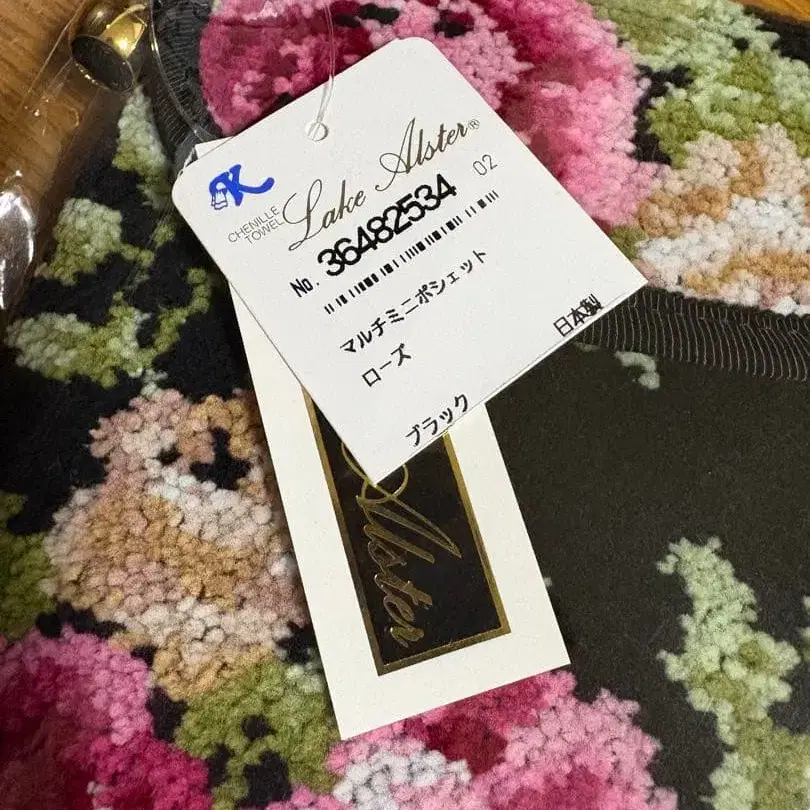 K
CHENILLE
TOWEL
Lake Alster®
No. 36482534 02
マルチミニポシェット
ローズ
ブラック
日本製
Alster